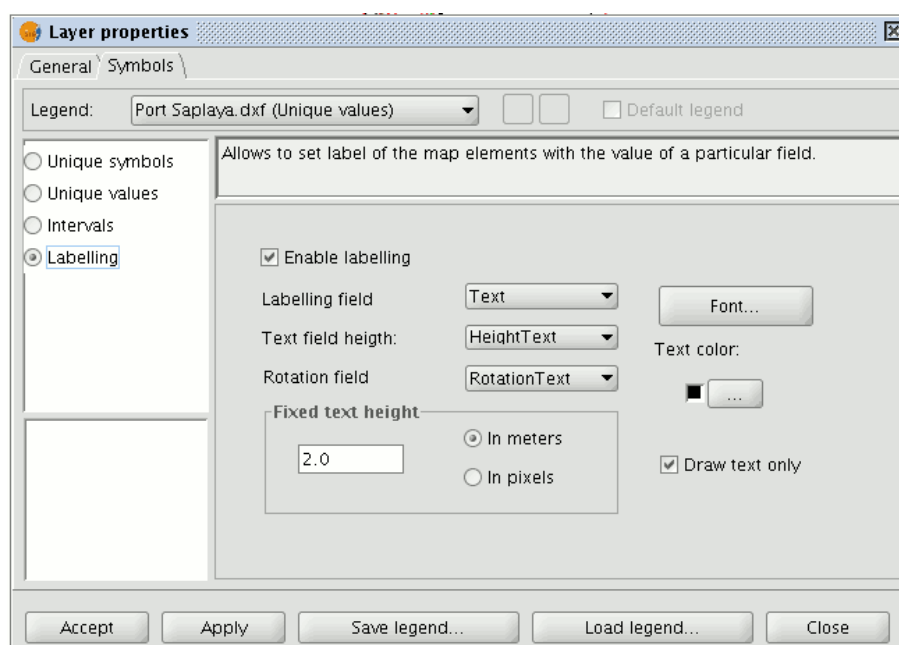 Layer properties
General Symbols
Legend: Port Saplaya.dxf (Unique values) Default legend
Unique symbols
Unique values
Intervals
Labelling
Allows to set label of the map elements with the value of a particular field.
Enable labelling
Labelling field Text
Font...
Text field heigth: HeightText
Text color:
Rotation field RotationText
...
Fixed text height
2.0
In meters
In pixels
Draw text only
Accept Apply Save legend... Load legend... Close